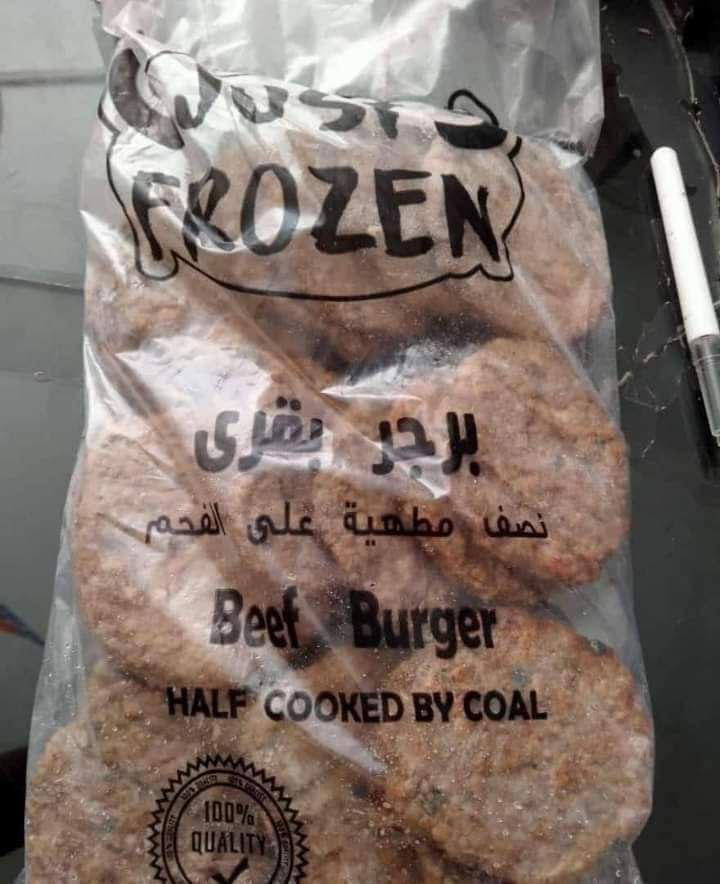 FROZEN
برجر بقرى
نصف مطهية على الفحم
Beef Burger
HALF COOKED BY COAL
100%
QUALITY